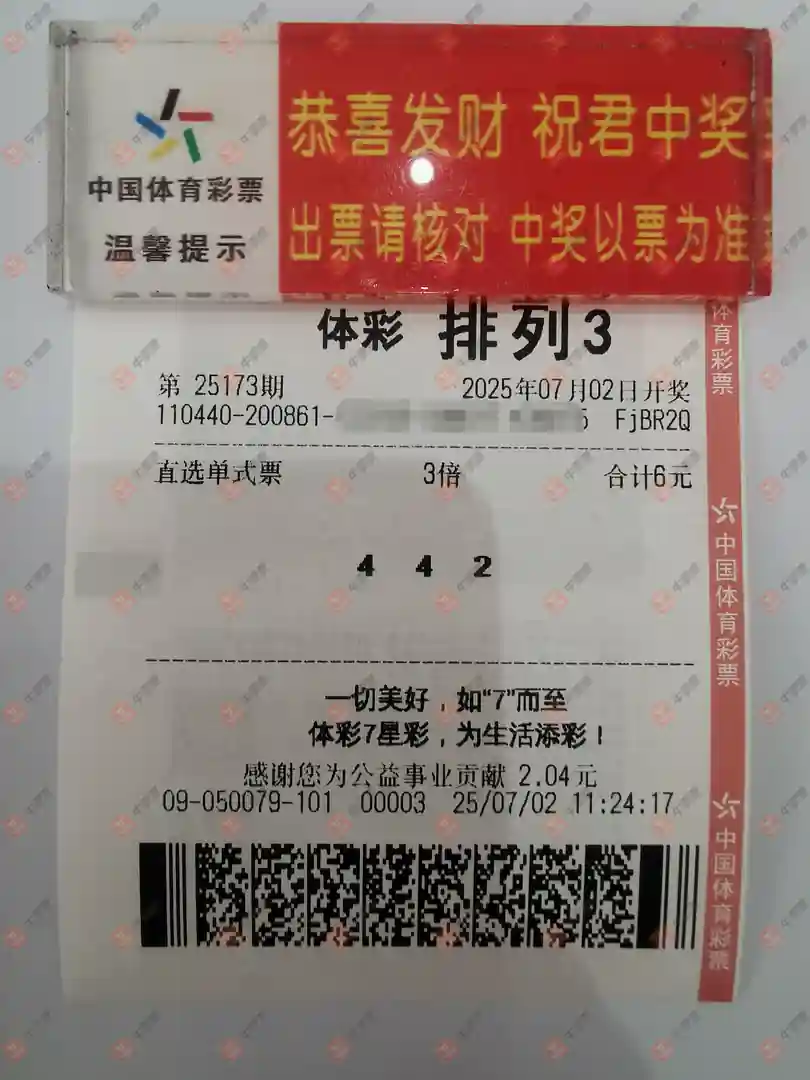 恭喜发财 祝君中奖
中国体育彩票
温馨提示
出票请核对 中奖以票为准
体彩 排列3
第 25173期 2025年07月02日开奖
110440-200861- 5 FjBR2Q
直选单式票 3倍 合计6元
4 4 2
一切美好，如“7”而至
体彩7星彩，为生活添彩！
感谢您为公益事业贡献 2.04元
09-050079-101 00003 25/07/02 11:24:17
体育彩票
中国体育彩票
中国体育彩票